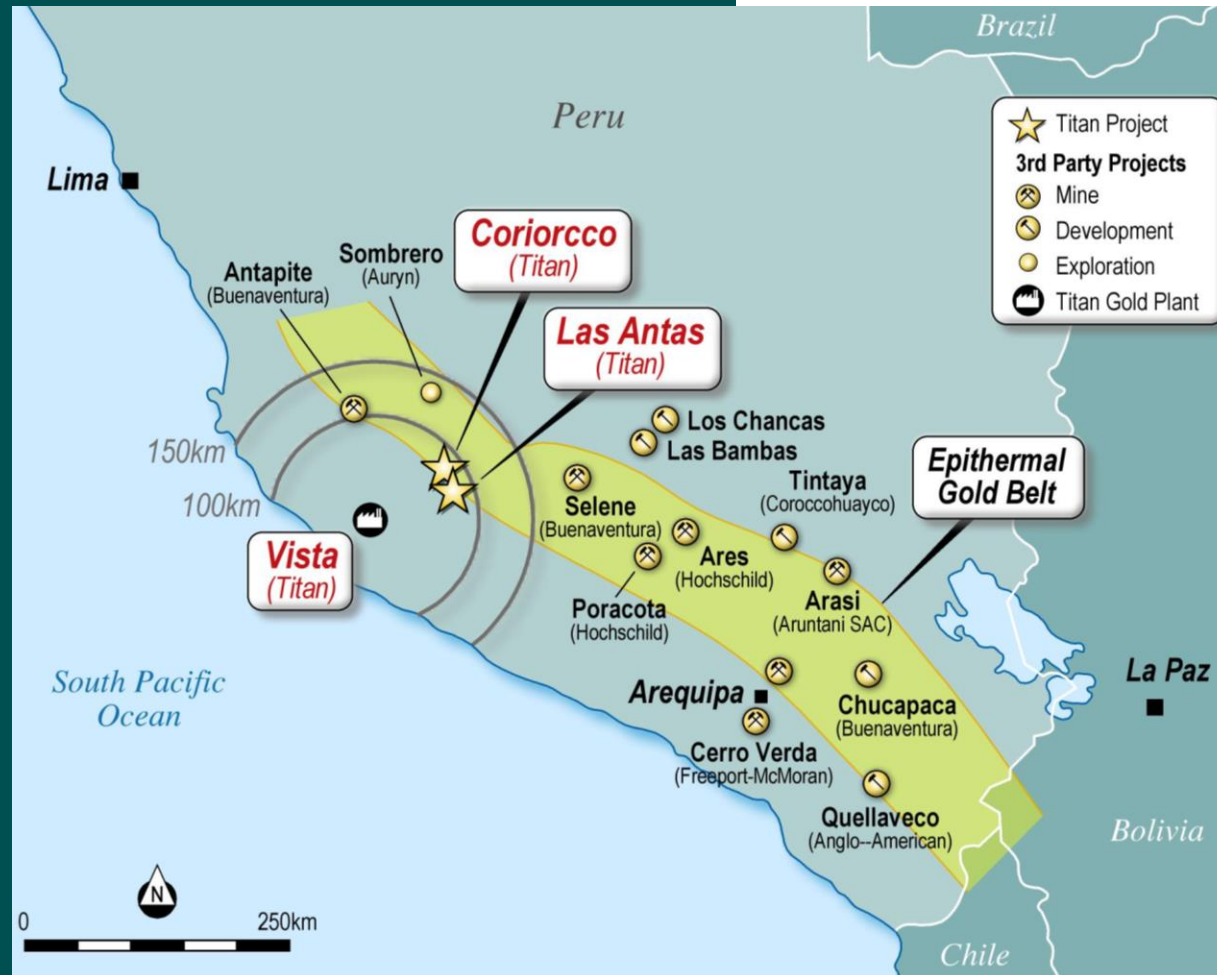 Brazil
Peru
Titan Project
3rd Party Projects
Mine
Development
Exploration
Titan Gold Plant
Lima
Coriorcco
(Titan)
Sombrero
(Auryn)
Antapite
(Buenaventura)
Las Antas
(Titan)
150km
100km
Los Chancas
Las Bambas
Epithermal
Gold Belt
Tintaya
(Coroccohuayco)
Selene
(Buenaventura)
Ares
(Hochschild)
Vista
(Titan)
Poracota
(Hochschild)
Arasi
(Aruntani SAC)
South Pacific
Ocean
Arequipa
Chucapaca
(Buenaventura)
La Paz
Cerro Verda
(Freeport-McMoran)
Quellaveco
(Anglo--American)
Bolivia
N
0
250km
Chile